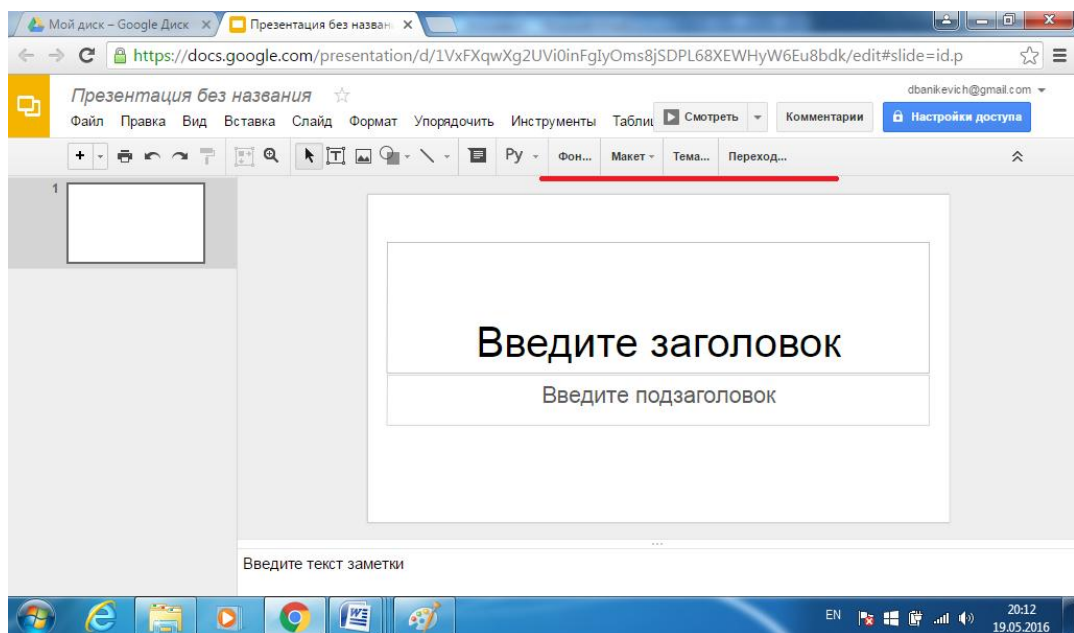 Мой диск – Google Диск
Презентация без назван
https://docs.google.com/presentation/d/1VxFXqwXg2UVi0inFgIyOms8jSDPL68XEWHyW6Eu8bdk/edit#slide=id.p
Презентация без названия
dbanikevich@gmail.com
Файл Правка Вид Вставка Слайд Формат Упорядочить Инструменты Таблиц Смотреть Комментарии Настройки доступа
Ру Фон... Макет Тема... Переход...
1
Введите заголовок
Введите подзаголовок
Введите текст заметки
EN 20:12
19.05.2016